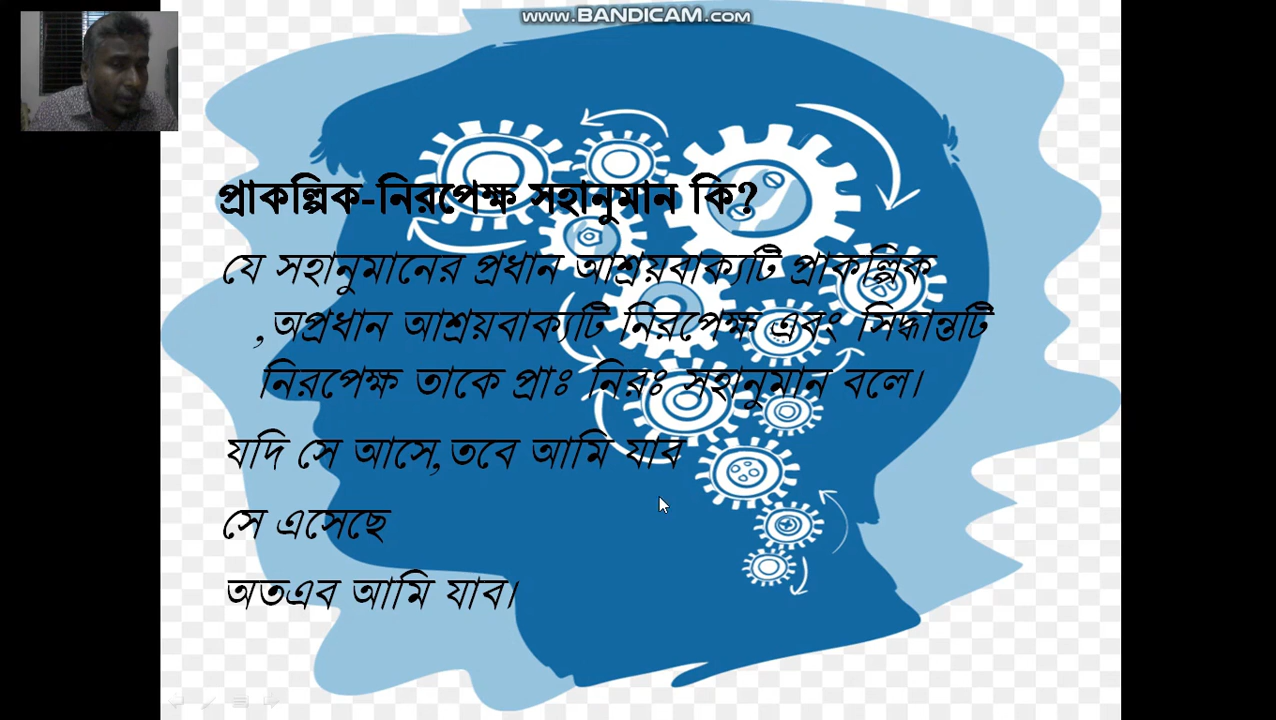 www.BANDICAM.com
প্রাকল্পিক-নিরপেক্ষ সহানুমান কি?
যে সহানুমানের প্রধান আশ্রয়বাক্যটি প্রাকল্পিক
,অপ্রধান আশ্রয়বাক্যটি নিরপেক্ষ এবং সিদ্ধান্তটি
নিরপেক্ষ তাকে প্রাঃ নিরঃ সহানুমান বলে।
যদি সে আসে,তবে আমি যাব
সে এসেছে
অতএব আমি যাব।